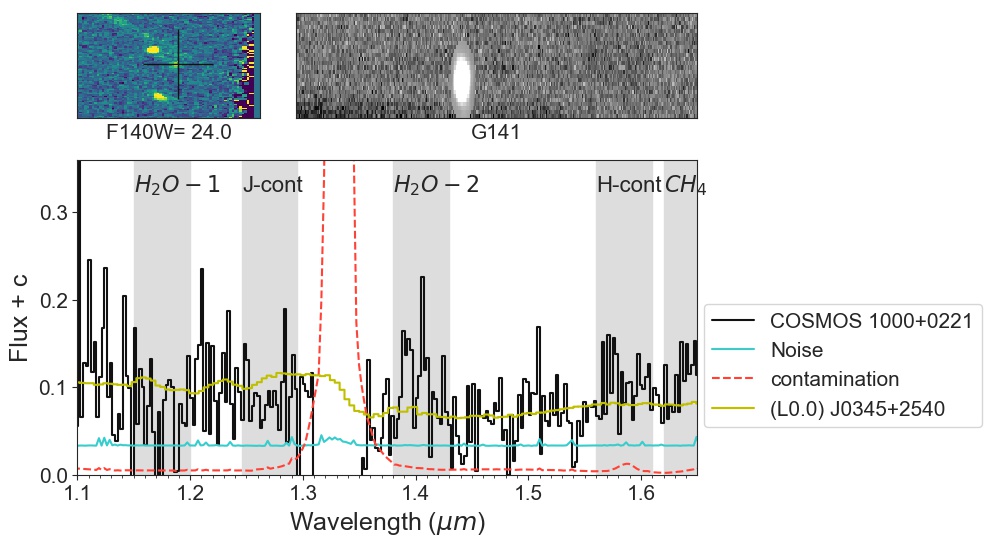 F140W= 24.0
G141
H₂O − 1
J-cont
H₂O − 2
H-cont
CH₄
0.3
0.2
0.1
0.0
Flux + c
1.1
1.2
1.3
1.4
1.5
1.6
Wavelength (μm)
COSMOS 1000+0221
Noise
contamination
(L0.0) J0345+2540